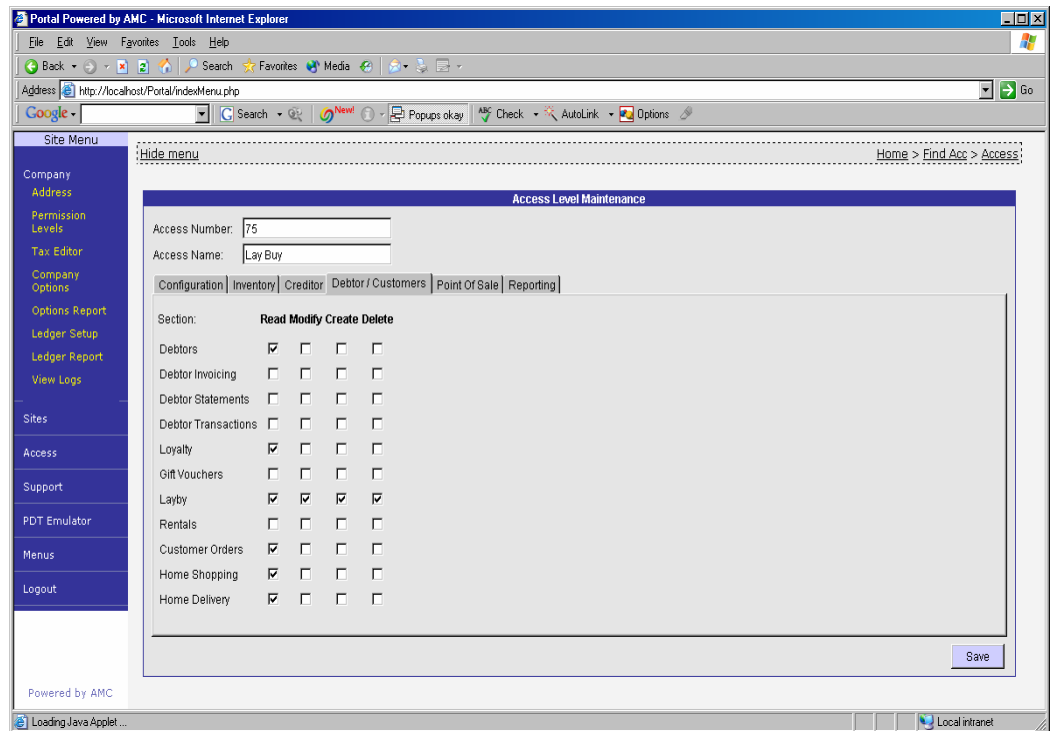 Portal Powered by AMC - Microsoft Internet Explorer
File Edit View Favorites Tools Help
Back Search Favorites Media
Address http://localhost/Portal/indexMenu.php Go
Google Search New! Popups okay ABC Check AutoLink Options
Site Menu
Hide menu
Home > Find Acc > Access
Company
Address
Permission
Levels
Tax Editor
Company
Options
Options Report
Ledger Setup
Ledger Report
View Logs
Sites
Access
Support
PDT Emulator
Menus
Logout
Powered by AMC
Access Level Maintenance
Access Number: 75
Access Name: Lay Buy
Configuration Inventory Creditor Debtor / Customers Point Of Sale Reporting
Section: Read Modify Create Delete
Debtors
Debtor Invoicing
Debtor Statements
Debtor Transactions
Loyalty
Gift Vouchers
Layby
Rentals
Customer Orders
Home Shopping
Home Delivery
Save
Loading Java Applet ... Local intranet